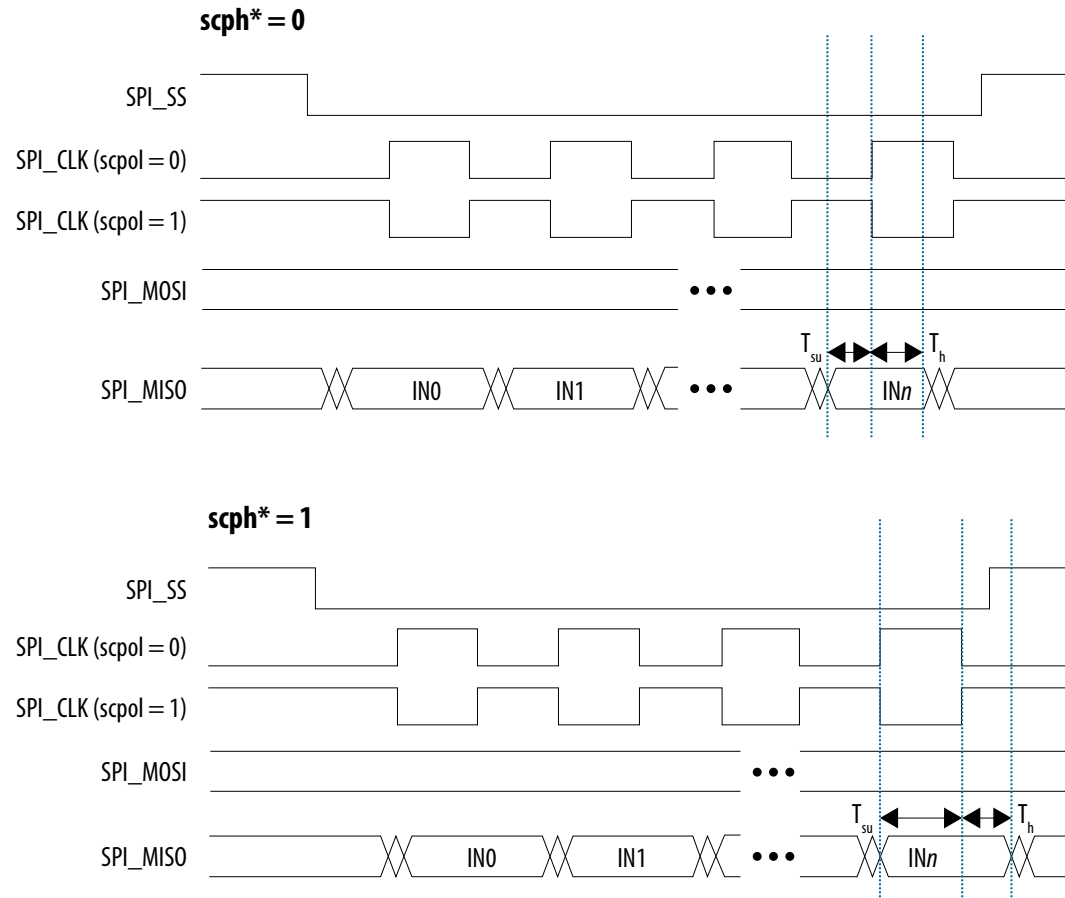 scph* = 0
SPI_SS
SPI_CLK (scpol = 0)
SPI_CLK (scpol = 1)
SPI_MOSI
•••
Tsu Th
SPI_MISO IN0 IN1 ••• INn
scph* = 1
SPI_SS
SPI_CLK (scpol = 0)
SPI_CLK (scpol = 1)
SPI_MOSI
•••
Tsu Th
SPI_MISO IN0 IN1 ••• INn